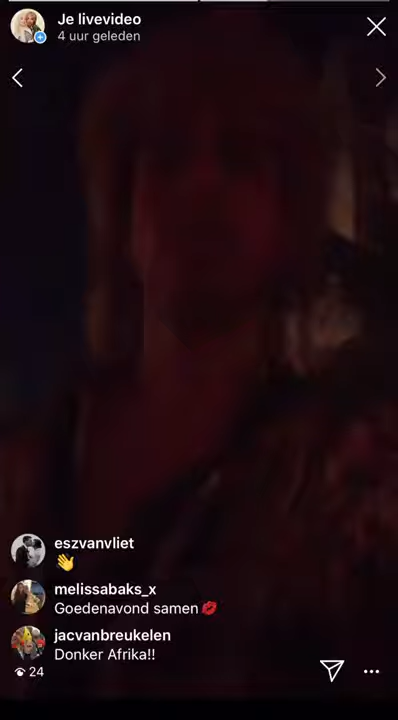 Je livevideo
4 uur geleden
eszvanvliet
👋
melissabaks_x
Goedenavond samen💋
jacvanbreukelen
Donker Afrika!!
24